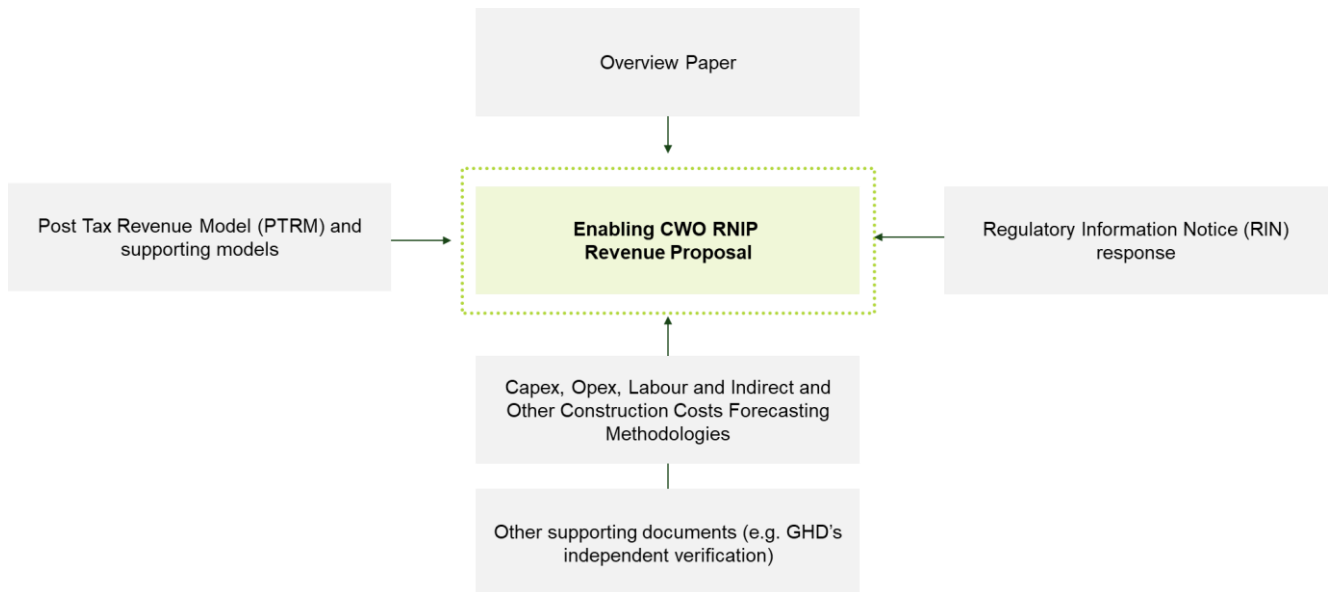 Overview Paper
Post Tax Revenue Model (PTRM) and
supporting models
Enabling CWO RNIP
Revenue Proposal
Regulatory Information Notice (RIN)
response
Capex, Opex, Labour and Indirect and
Other Construction Costs Forecasting
Methodologies
Other supporting documents (e.g. GHD's
independent verification)